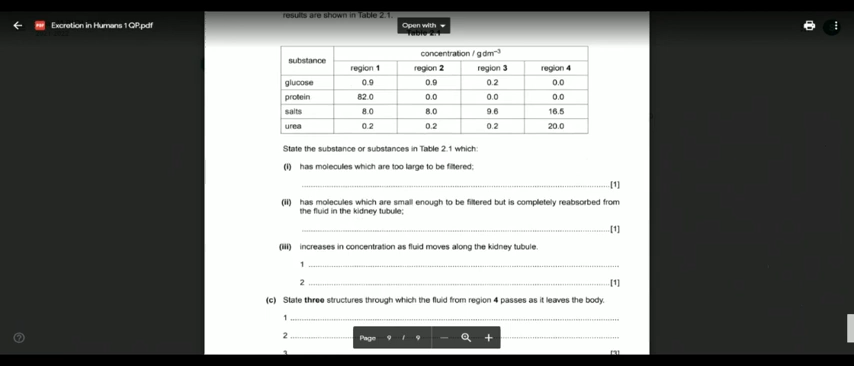 Excretion in Humans 1 QP.pdf
results are shown in Table 2.1.
Open with
Table 2.1
substance
concentration / g dm⁻³
region 1 region 2 region 3 region 4
glucose 0.9 0.9 0.2 0.0
protein 82.0 0.0 0.0 0.0
salts 8.0 8.0 9.6 16.5
urea 0.2 0.2 0.2 20.0
State the substance or substances in Table 2.1 which:
(i) has molecules which are too large to be filtered;
[1]
(ii) has molecules which are small enough to be filtered but is completely reabsorbed from
the fluid in the kidney tubule;
[1]
(iii) increases in concentration as fluid moves along the kidney tubule.
1
2 [1]
(c) State three structures through which the fluid from region 4 passes as it leaves the body.
1
2
Page 9 / 9
3 [3]